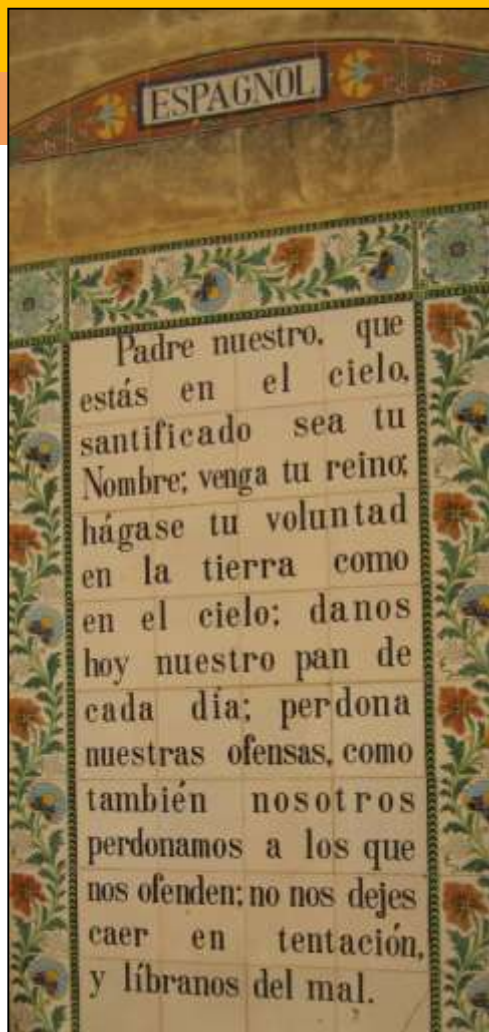 ESPAGNOL
Padre nuestro, que
estás en el cielo,
santificado sea tu
Nombre; venga tu reino;
hágase tu voluntad
en la tierra como
en el cielo; danos
hoy nuestro pan de
cada día; perdona
nuestras ofensas, como
también nosotros
perdonamos a los que
nos ofenden; no nos dejes
caer en tentación,
y líbranos del mal.